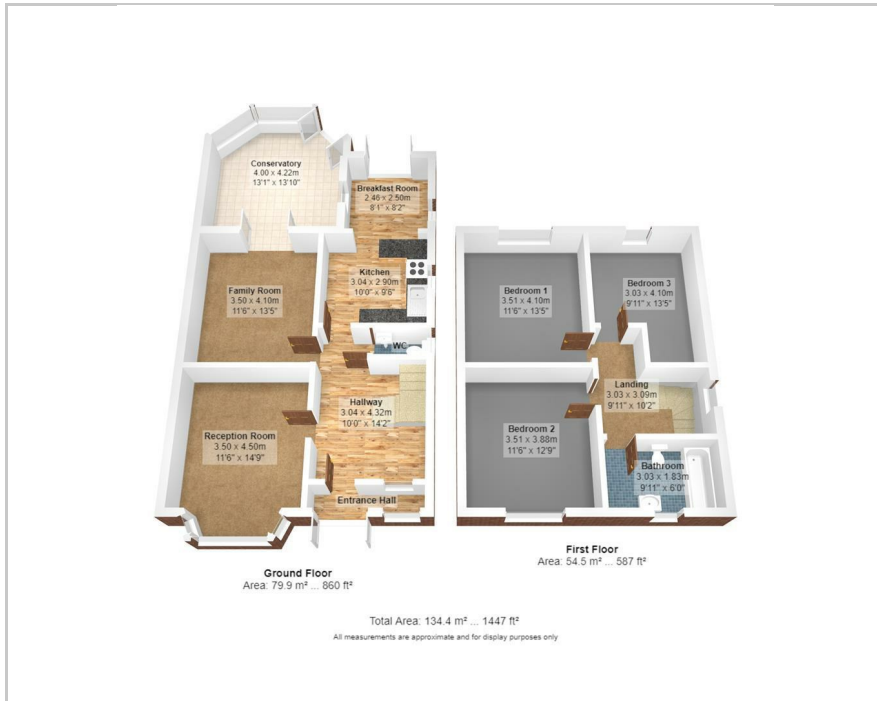 Conservatory
4.00 x 4.22m
13'1" x 13'10"
Breakfast Room
2.46 x 2.50m
8'1" x 8'2"
Family Room
3.50 x 4.10m
11'6" x 13'5"
Kitchen
3.04 x 2.90m
10'0" x 9'6"
WC
Hallway
3.04 x 4.32m
10'0" x 14'2"
Reception Room
3.50 x 4.50m
11'6" x 14'9"
Entrance Hall
Ground Floor
Area: 79.9 m² ... 860 ft²
Bedroom 1
3.51 x 4.10m
11'6" x 13'5"
Bedroom 3
3.03 x 4.10m
9'11" x 13'5"
Landing
3.03 x 3.09m
9'11" x 10'2"
Bedroom 2
3.51 x 3.88m
11'6" x 12'9"
Bathroom
3.03 x 1.83m
9'11" x 6'0"
First Floor
Area: 54.5 m² ... 587 ft²
Total Area: 134.4 m² ... 1447 ft²
All measurements are approximate and for display purposes only